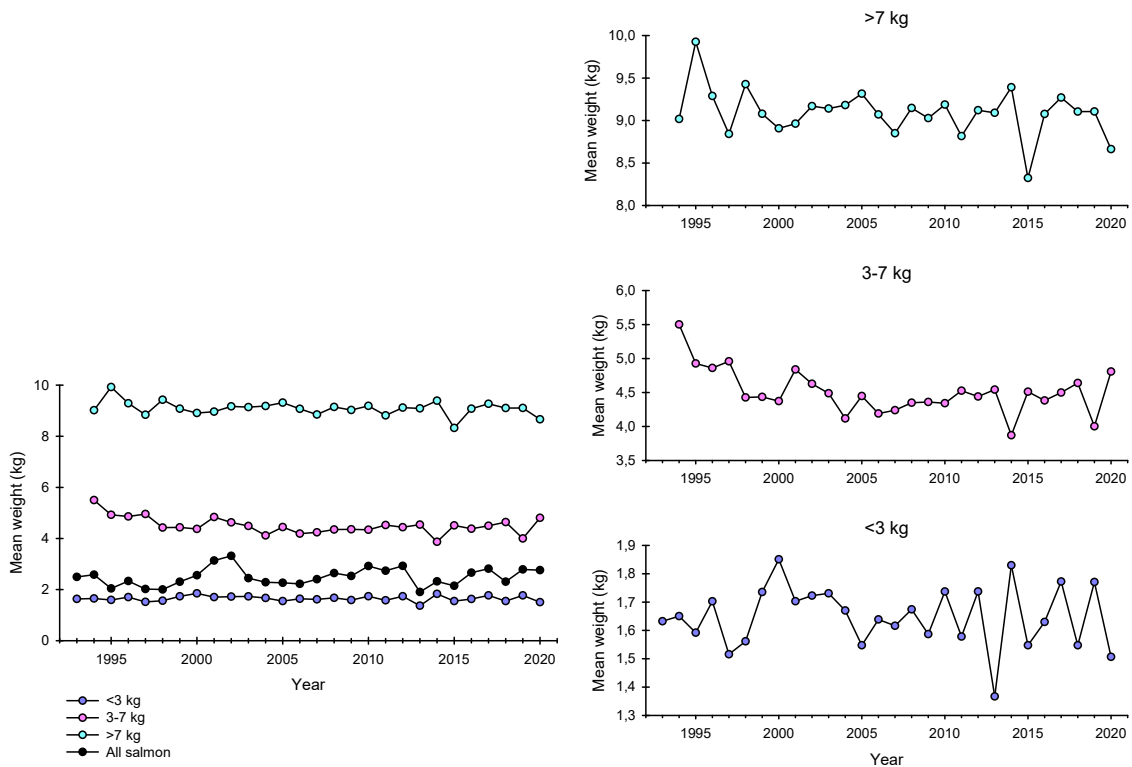 >7 kg
Mean weight (kg)
10,0
9,5
9,0
8,5
8,0
1995 2000 2005 2010 2015 2020
3-7 kg
Mean weight (kg)
6,0
5,5
5,0
4,5
4,0
3,5
1995 2000 2005 2010 2015 2020
<3 kg
Mean weight (kg)
1,9
1,8
1,7
1,6
1,5
1,4
1,3
1995 2000 2005 2010 2015 2020
Year
Mean weight (kg)
10
8
6
4
2
0
1995 2000 2005 2010 2015 2020
Year
<3 kg
3-7 kg
>7 kg
All salmon